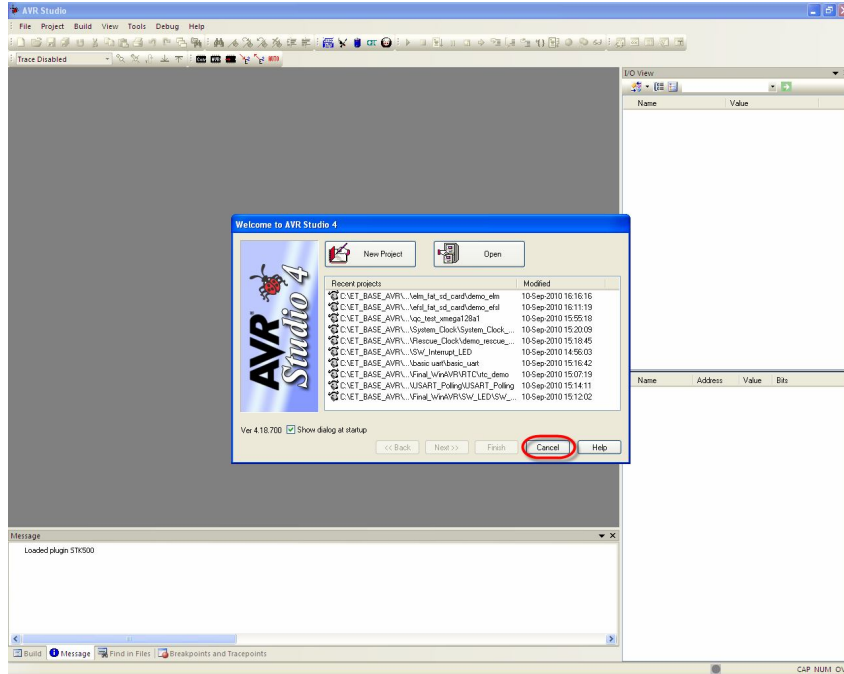 AVR Studio
File Project Build View Tools Debug Help
Trace Disabled
I/O View
Name Value
Welcome to AVR Studio 4
AVR Studio 4
New Project
Open
Recent projects Modified
C:\ET_BASE_AVR\...\elm_fat_sd_card\demo_elm 10-Sep-2010 16:16:16
C:\ET_BASE_AVR\...\efsl_fat_sd_card\demo_efsl 10-Sep-2010 16:11:19
C:\ET_BASE_AVR\...\qc_test_xmega128a1 10-Sep-2010 15:55:18
C:\ET_BASE_AVR\...\System_Clock\System_Clock_... 10-Sep-2010 15:20:09
C:\ET_BASE_AVR\...\Rescue_Clock\demo_rescue_... 10-Sep-2010 15:18:45
C:\ET_BASE_AVR\...\SW_Interrupt_LED 10-Sep-2010 14:56:03
C:\ET_BASE_AVR\...\basic uart\basic_uart 10-Sep-2010 15:16:42
C:\ET_BASE_AVR\...\Final_WinAVR\RTC\rtc_demo 10-Sep-2010 15:07:19
C:\ET_BASE_AVR\...\USART_Polling\USART_Polling 10-Sep-2010 15:14:11
C:\ET_BASE_AVR\...\Final_WinAVR\SW_LED\SW_... 10-Sep-2010 15:12:02
Name Address Value Bits
Ver 4.18.700 Show dialog at startup
<< Back Next >> Finish Cancel Help
Message
Loaded plugin STK500
Build Message Find in Files Breakpoints and Tracepoints
CAP NUM OV